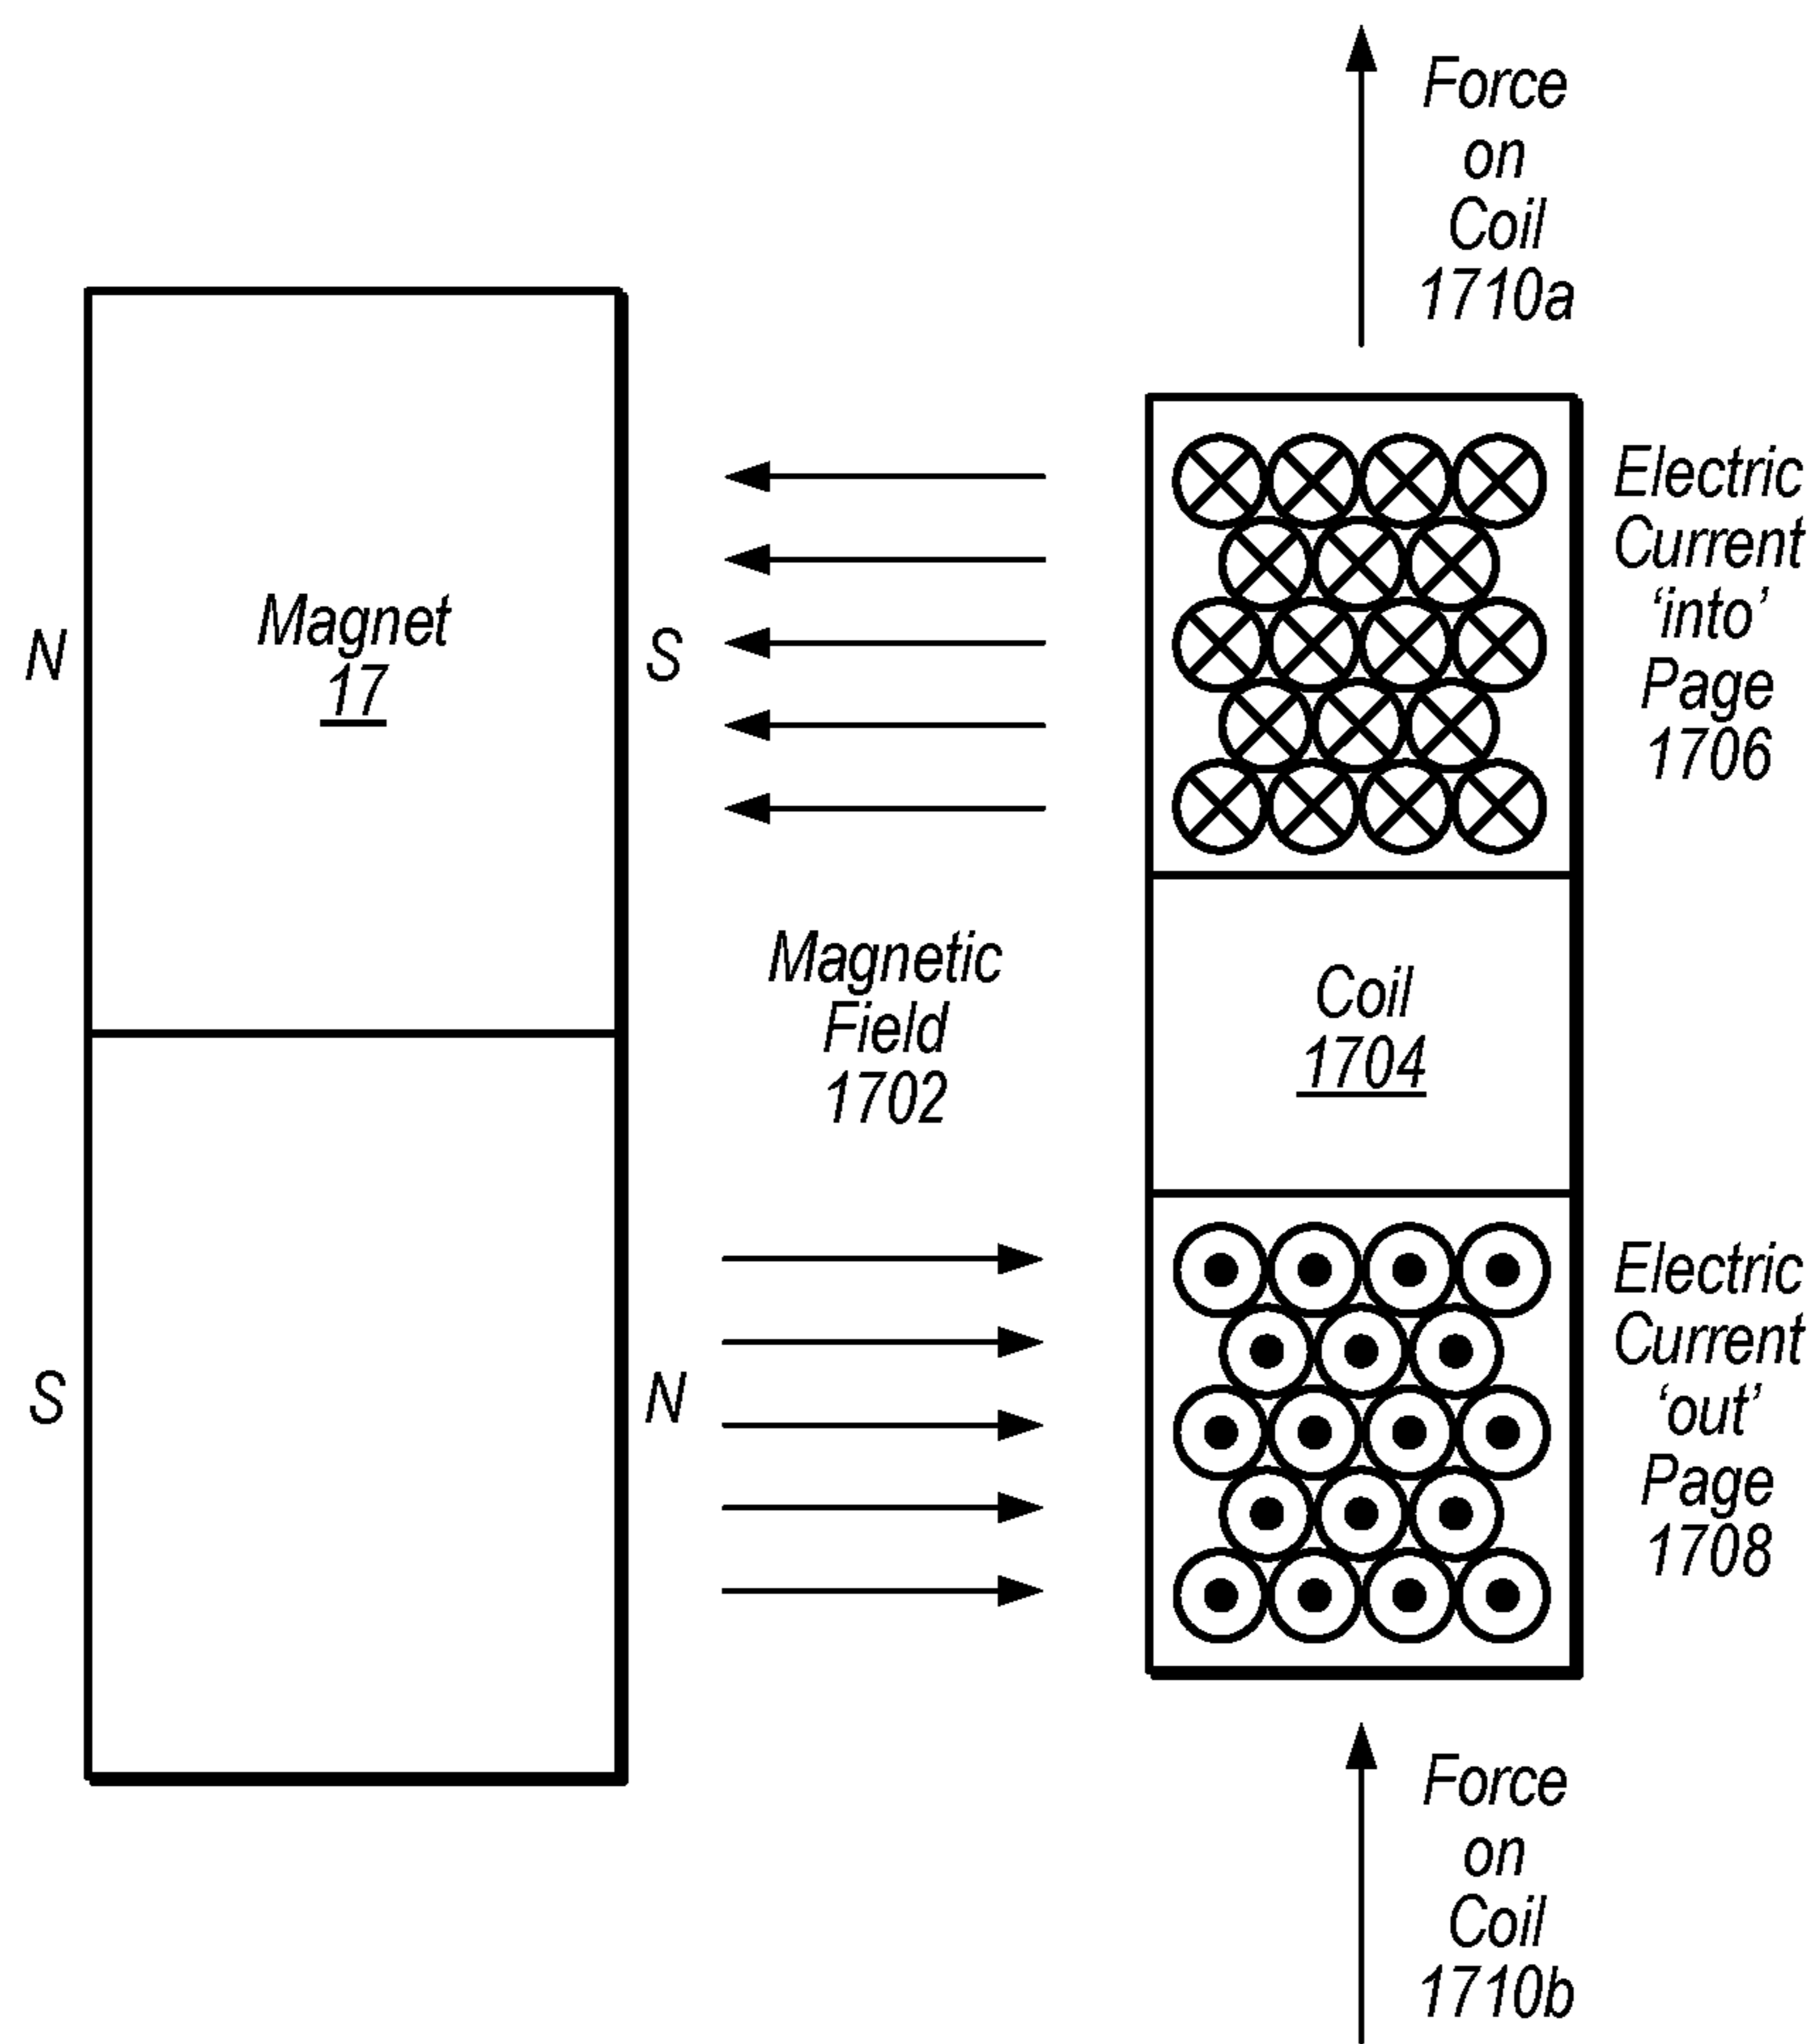 Force
on
Coil
1710a
Electric
Current
‘into’
Page
1706
N
Magnet
17
S
Magnetic
Field
1702
Coil
1704
S
N
Electric
Current
‘out’
Page
1708
Force
on
Coil
1710b